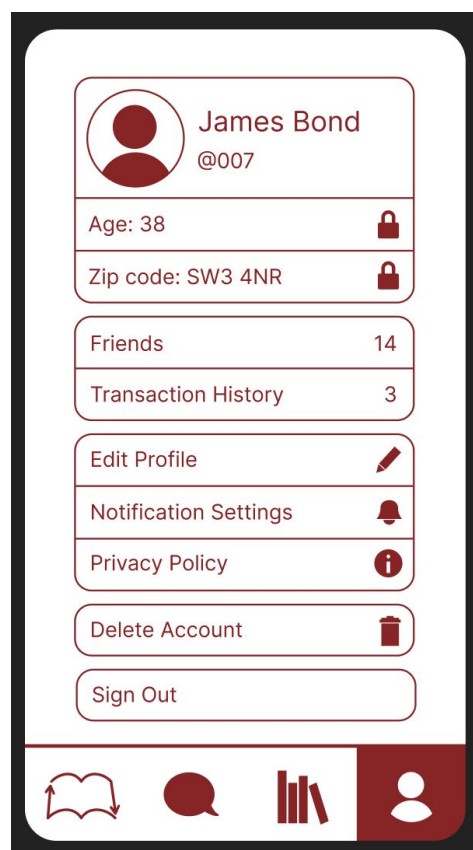 James Bond
@007
Age: 38
Zip code: SW3 4NR
Friends 14
Transaction History 3
Edit Profile
Notification Settings
Privacy Policy
Delete Account
Sign Out